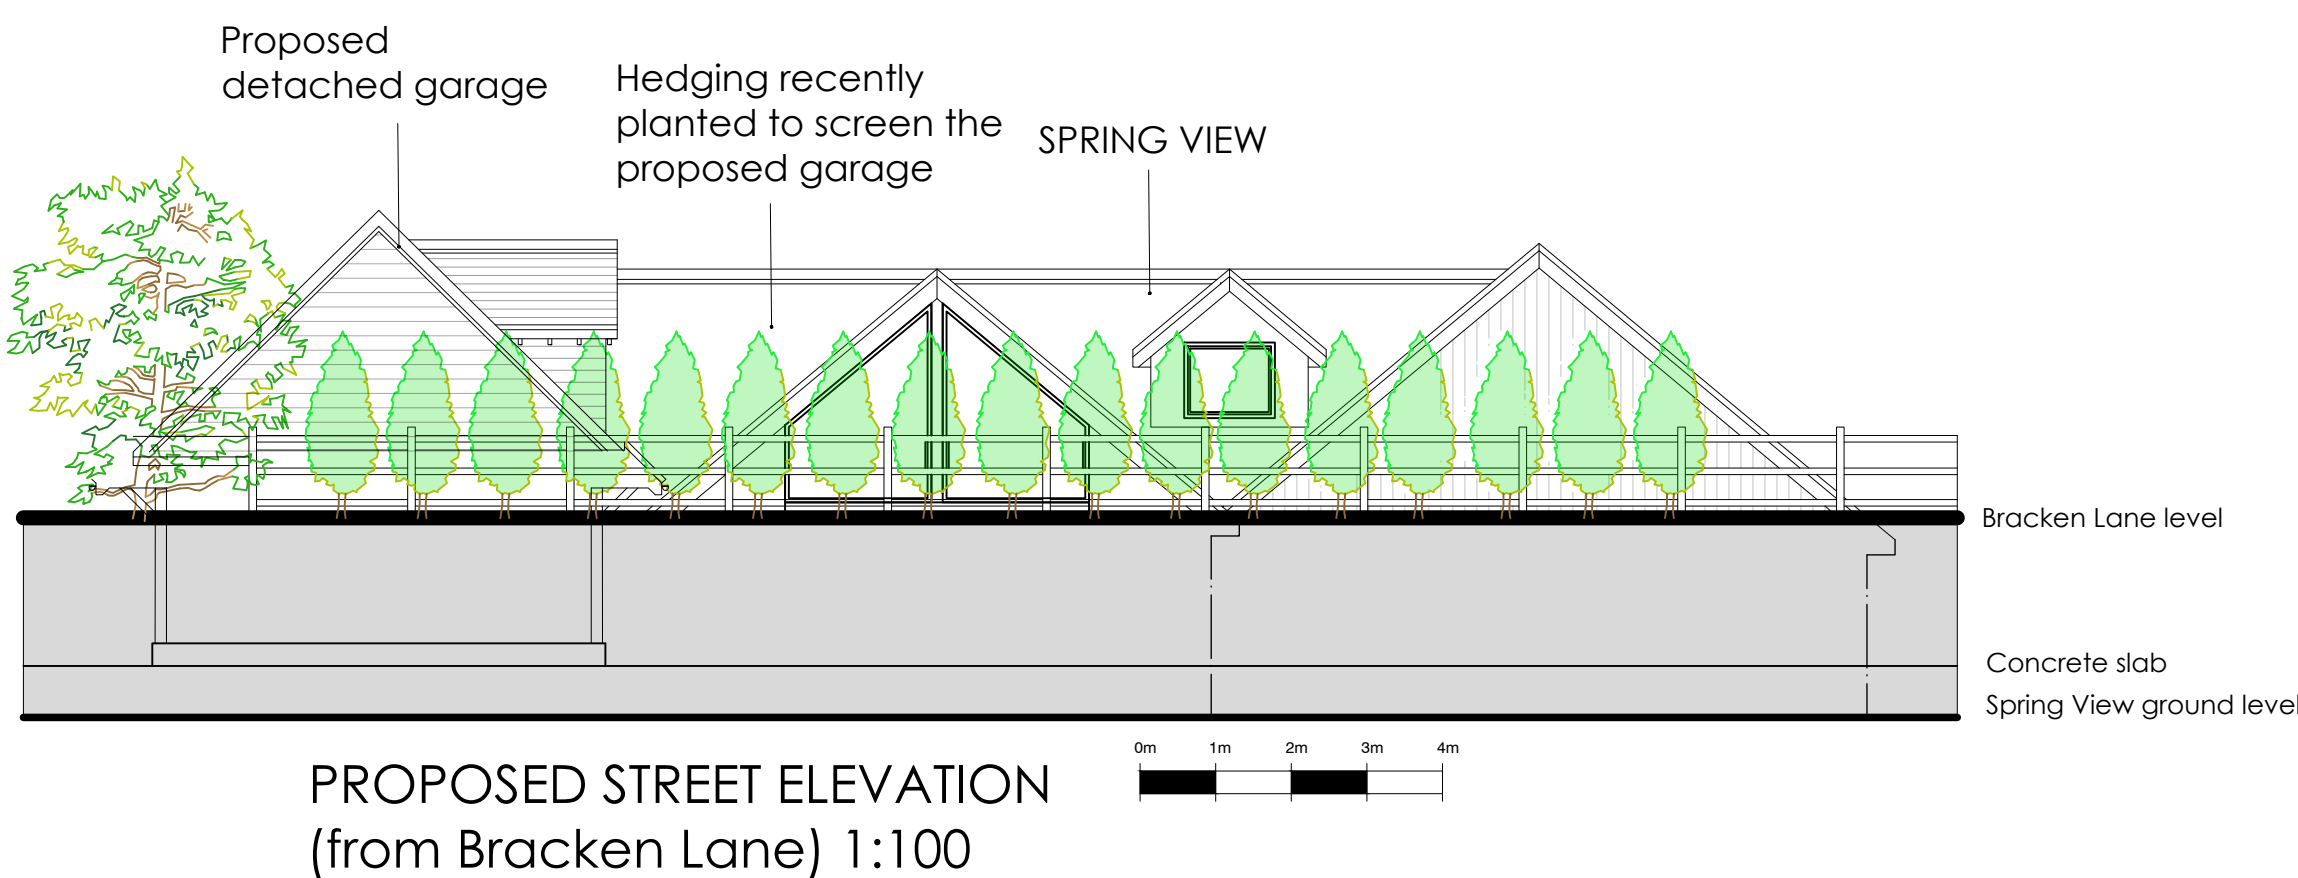 Proposed
detached garage
Hedging recently
planted to screen the
proposed garage
SPRING VIEW
Bracken Lane level
Concrete slab
Spring View ground level
0m 1m 2m 3m 4m
PROPOSED STREET ELEVATION
(from Bracken Lane) 1:100